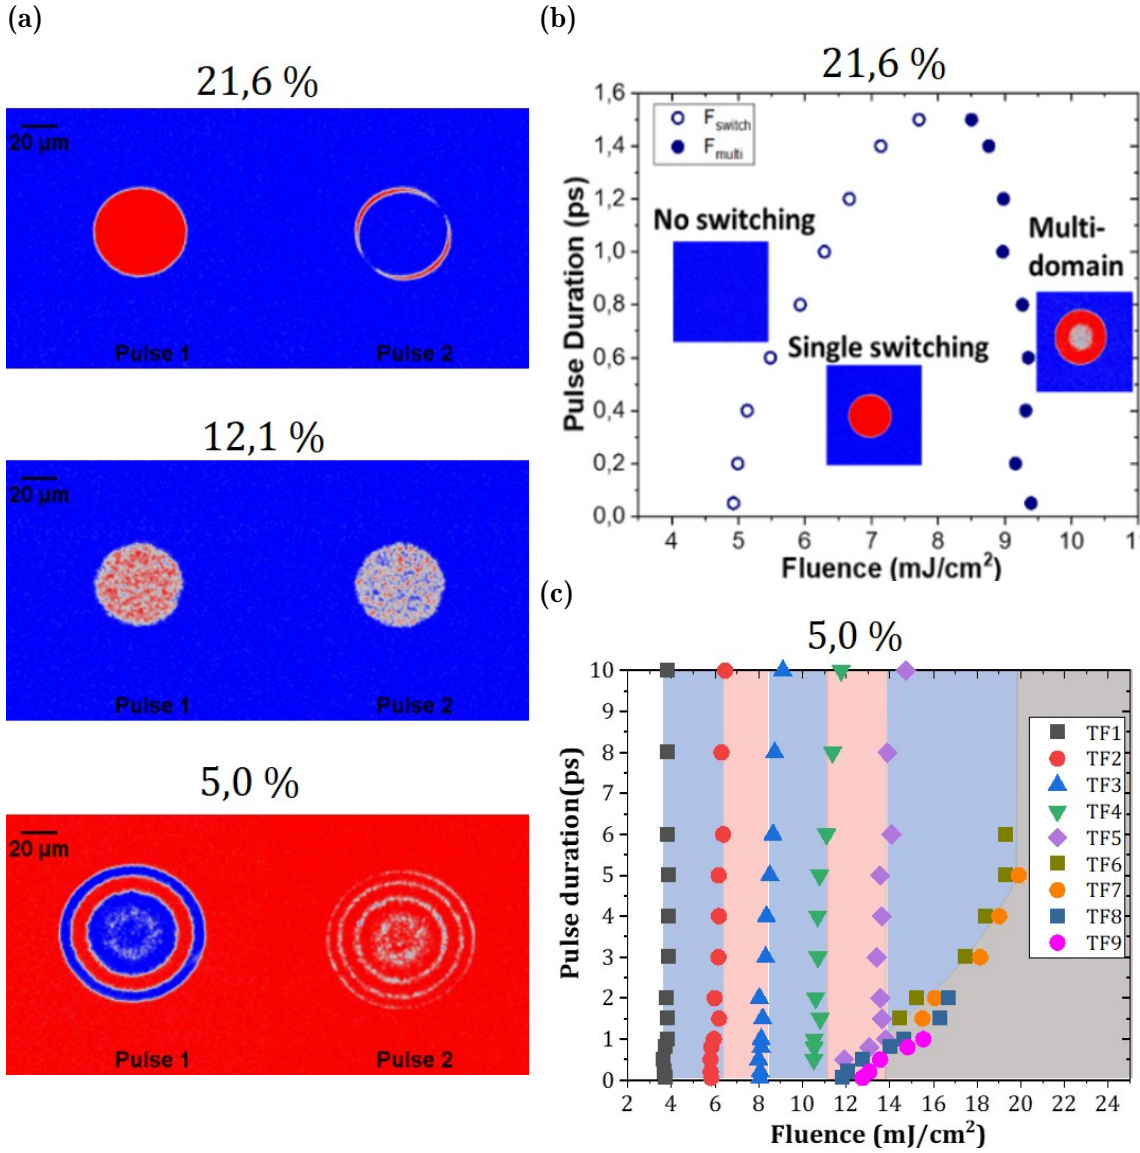 (a)
21,6 %
20 µm
Pulse 1
Pulse 2
12,1 %
20 µm
Pulse 1
Pulse 2
5,0 %
20 µm
Pulse 1
Pulse 2
(b)
21,6 %
1,6
1,4
1,2
1,0
0,8
0,6
0,4
0,2
0,0
Pulse Duration (ps)
F switch
F multi
No switching
Single switching
Multi-
domain
4 5 6 7 8 9 10 11
Fluence (mJ/cm²)
(c)
5,0 %
10
9
8
7
6
5
4
3
2
1
0
Pulse duration(ps)
TF1
TF2
TF3
TF4
TF5
TF6
TF7
TF8
TF9
2 4 6 8 10 12 14 16 18 20 22 24
Fluence (mJ/cm²)